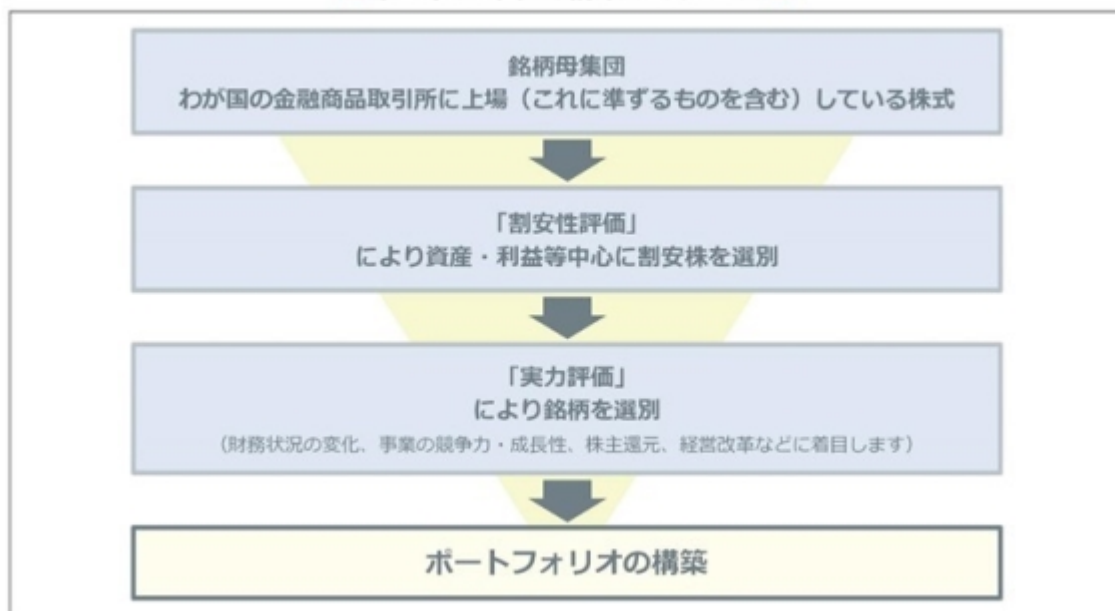 銘柄母集団
わが国の金融商品取引所に上場（これに準ずるものを含む）している株式
「割安性評価」
により資産・利益等中心に割安株を選別
「実力評価」
により銘柄を選別
（財務状況の変化、事業の競争力・成長性、株主還元、経営改革などに着目します）
ポートフォリオの構築